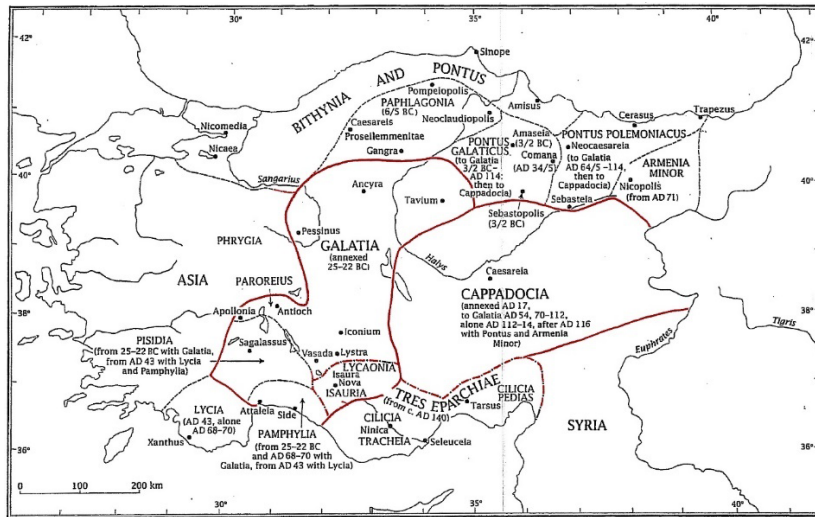 30°
35°
40°
42°
42°
Sinope
BITHYNIA AND PONTUS
Pompeiopolis
PAPHLAGONIA
(6/5 BC)
Amisus
Caesareis
Proseilemmenitae
Neoclaudiopolis
Cerasus
Trapezus
Nicomedia
Amaseia
(3/2 BC)
PONTUS POLEMONIACUS
Nicaea
Gangra
PONTUS
GALATICUS
(to Galatia
3/2 BC–
AD 114:
then to
Cappadocia)
Comana
(AD 34/5)
Neocaesareia
(to Galatia
AD 64/5–114,
then to
Cappadocia)
ARMENIA
MINOR
40°
40°
Sangarius
Ancyra
Nicopolis
(from AD 71)
Tavium
Sebastopolis
(3/2 BC)
Sebasteia
Pessinus
PHRYGIA
GALATIA
(annexed
25–22 BC)
Halys
Caesareia
ASIA
PAROREIUS
CAPPADOCIA
(annexed AD 17,
to Galatia AD 54, 70–112,
alone AD 112–14, after AD 116
with Pontus and Armenia
Minor)
38°
38°
Apollonia
Antioch
Tigris
PISIDIA
(from 25–22 BC with Galatia,
from AD 43 with Lycia
and Pamphylia)
Sagalassus
Iconium
Euphrates
Vasada
Lystra
LYCAONIA
Isaura
Nova
ISAURIA
TRES EPARCHIAE
(from c. AD 140)
CILICIA
PEDIAS
LYCIA
(AD 43, alone
AD 68–70)
Attaleia
Side
CILICIA
Ninica
TRACHEIA
Tarsus
SYRIA
Xanthus
PAMPHYLIA
(from 25–22 BC
and AD 68–70 with
Galatia, from AD 43 with Lycia)
Seleuceia
36°
36°
0
100
200 km
30°
35°
40°